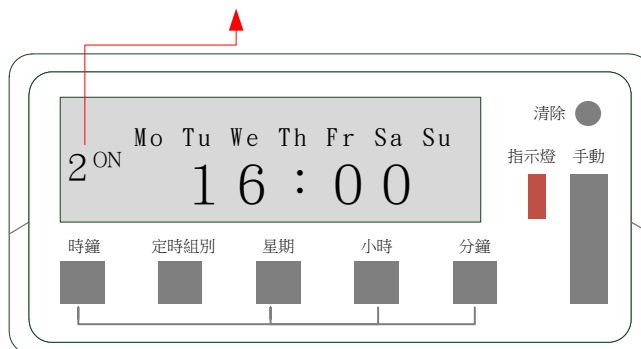 清除
Mo Tu We Th Fr Sa Su
2 ON 16:00
指示燈 手動
時鐘 定時組別 星期 小時 分鐘